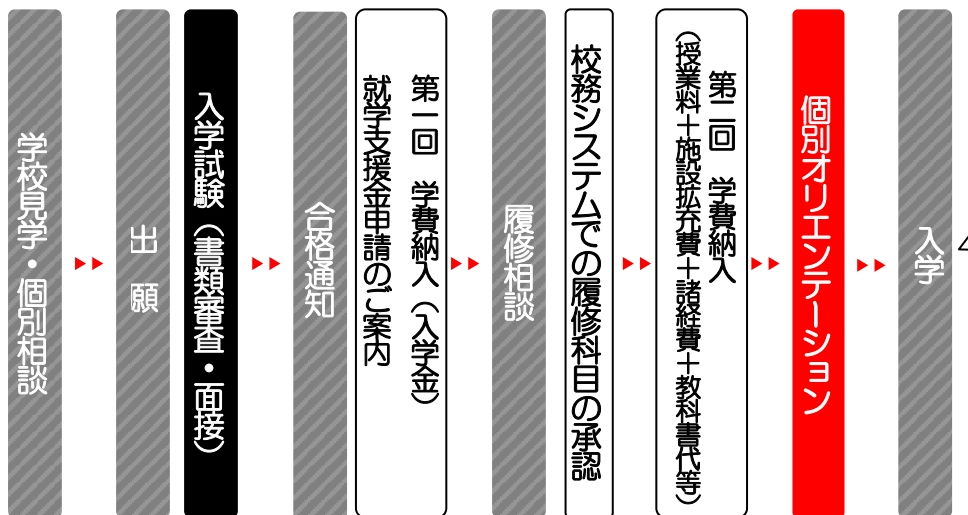 学校見学・個別相談
出　願
入学試験（書類審査・面接）
合格通知
第一回　学費納入（入学金）
就学支援金申請のご案内
履修相談
校務システムでの履修科目の承認
第二回　学費納入
（授業料＋施設拡充費＋諸経費＋教科書代等）
個別オリエンテーション
入学